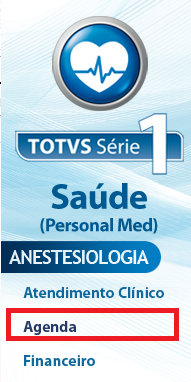 TOTVS Série 1
Saúde
(Personal Med)
ANESTESIOLOGIA
Atendimento Clínico
Agenda
Financeiro